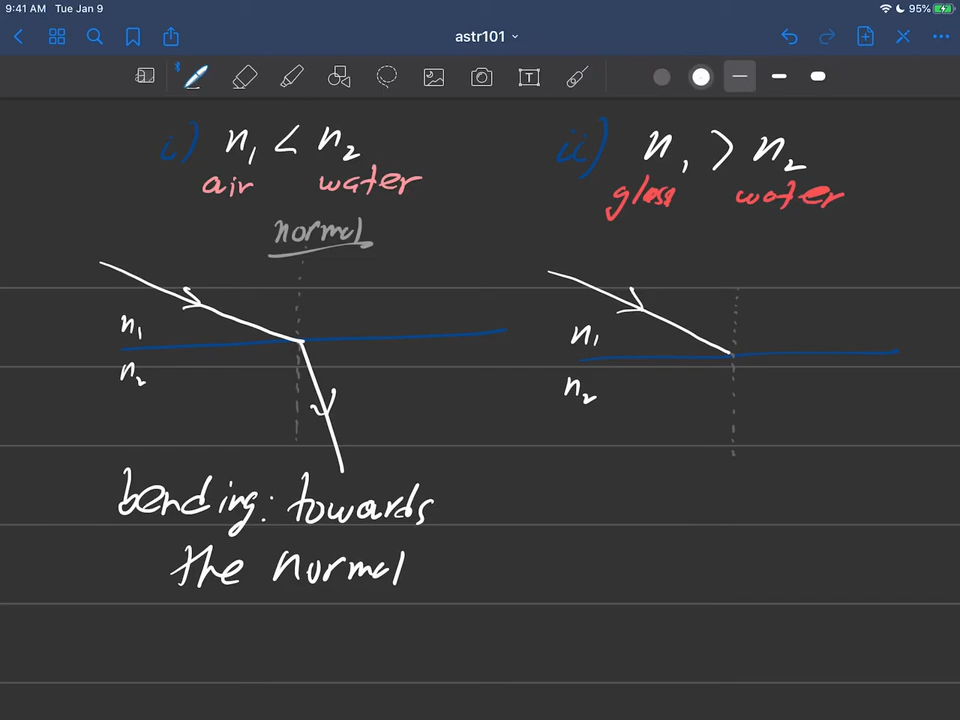 9:41 AM Tue Jan 9
95%
astr101
T
i) n₁ < n₂
air water
normal
n₁
n₂
bending: towards
the normal
ii) n₁ > n₂
glass water
n₁
n₂